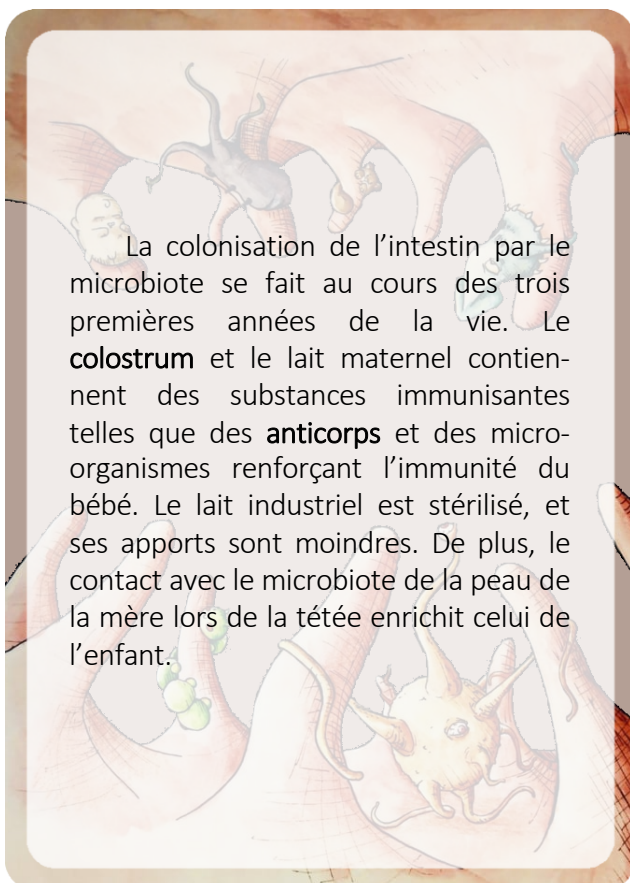 La colonisation de l’intestin par le
microbiote se fait au cours des trois
premières années de la vie. Le
colostrum et le lait maternel contien-
nent des substances immunisantes
telles que des anticorps et des micro-
organismes renforçant l’immunité du
bébé. Le lait industriel est stérilisé, et
ses apports sont moindres. De plus, le
contact avec le microbiote de la peau de
la mère lors de la tétée enrichit celui de
l’enfant.